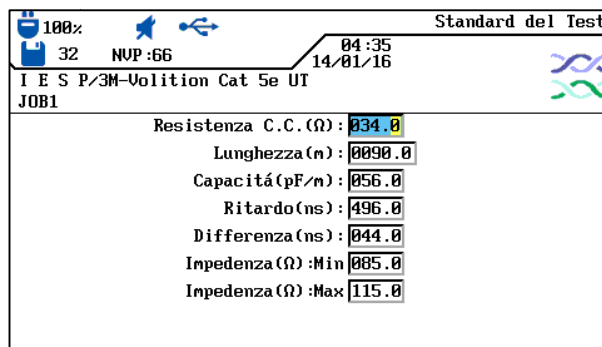 100% Standard del Test
32 NVP:66 04:35
14/01/16
I E S P/3M-Volition Cat 5e UT
JOB1
Resistenza C.C.(Ω): 034.0
Lunghezza(m): 0090.0
Capacitá(pF/m): 056.0
Ritardo(ns): 496.0
Differenza(ns): 044.0
Impedenza(Ω):Min 085.0
Impedenza(Ω):Max 115.0